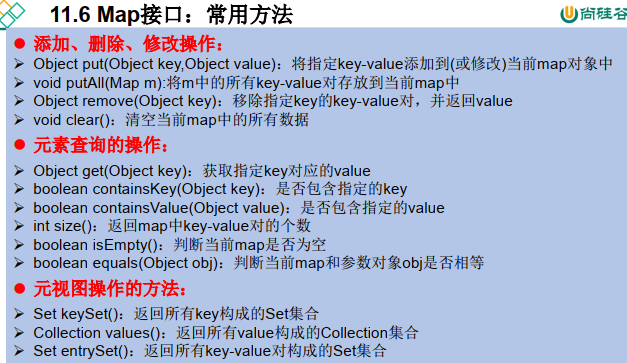 11.6 Map接口：常用方法
尚硅谷
添加、删除、修改操作：
Object put(Object key,Object value)：将指定key-value添加到(或修改)当前map对象中
void putAll(Map m):将m中的所有key-value对存放到当前map中
Object remove(Object key)：移除指定key的key-value对，并返回value
void clear()：清空当前map中的所有数据
元素查询的操作：
Object get(Object key)：获取指定key对应的value
boolean containsKey(Object key)：是否包含指定的key
boolean containsValue(Object value)：是否包含指定的value
int size()：返回map中key-value对的个数
boolean isEmpty()：判断当前map是否为空
boolean equals(Object obj)：判断当前map和参数对象obj是否相等
元视图操作的方法：
Set keySet()：返回所有key构成的Set集合
Collection values()：返回所有value构成的Collection集合
Set entrySet()：返回所有key-value对构成的Set集合